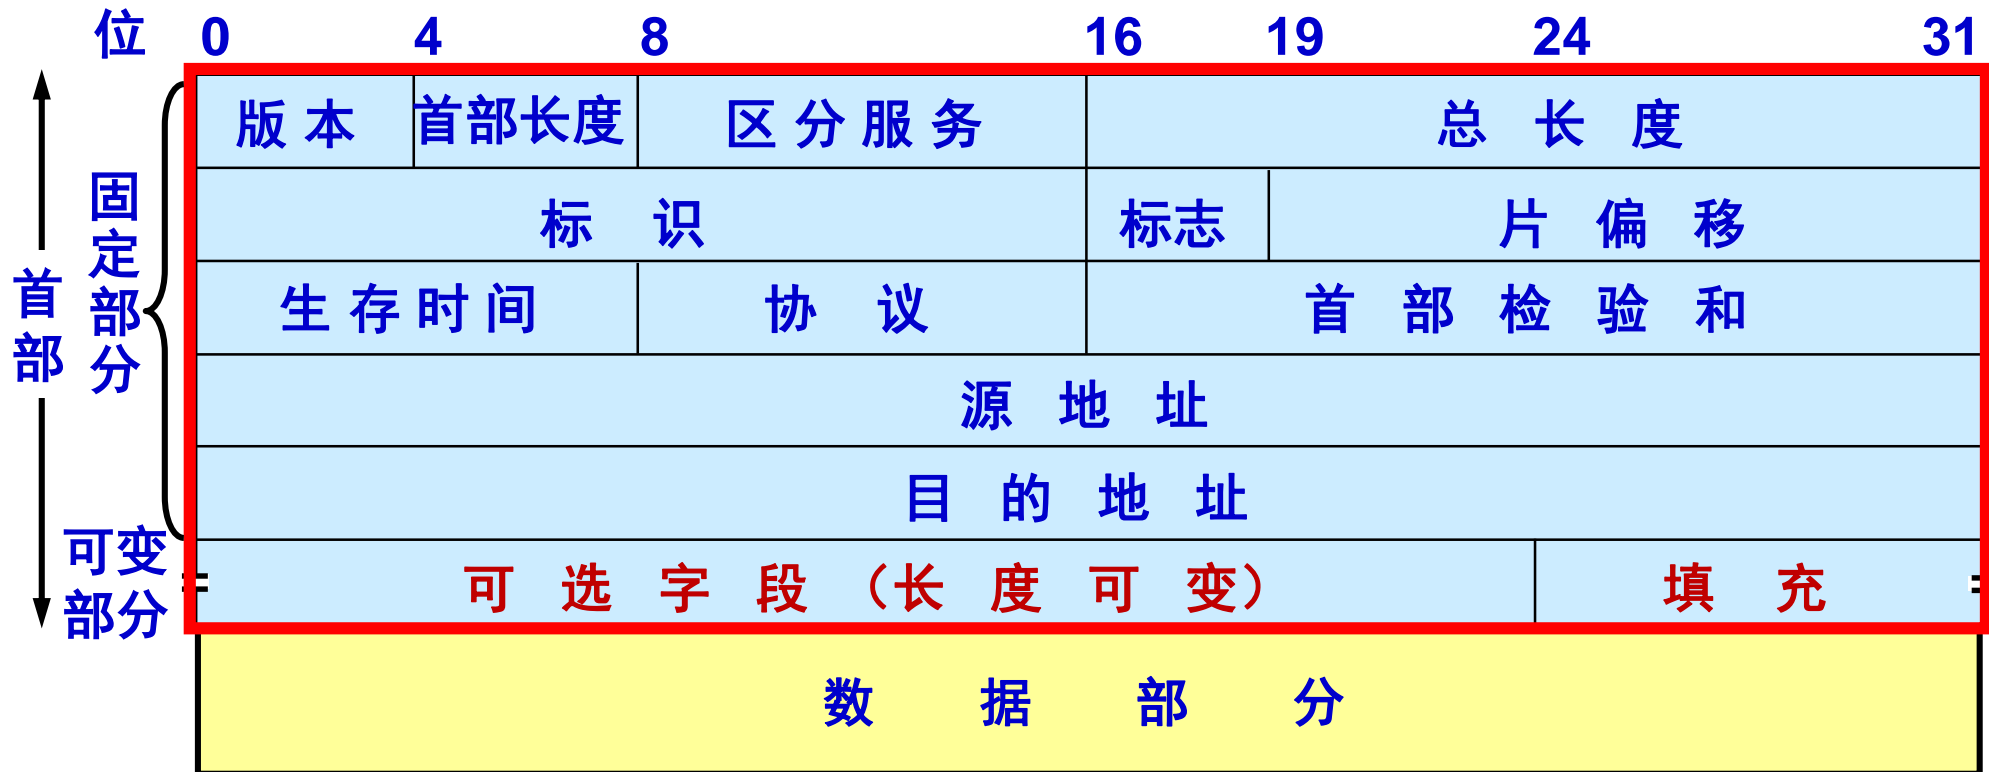 位 0 4 8 16 19 24 31
版本 首部长度 区分服务 总长度
标识 标志 片偏移
生存时间 协议 首部检验和
源地址
目的地址
可选字段（长度可变） 填充
数据部分
首部
固定部分
可变
部分